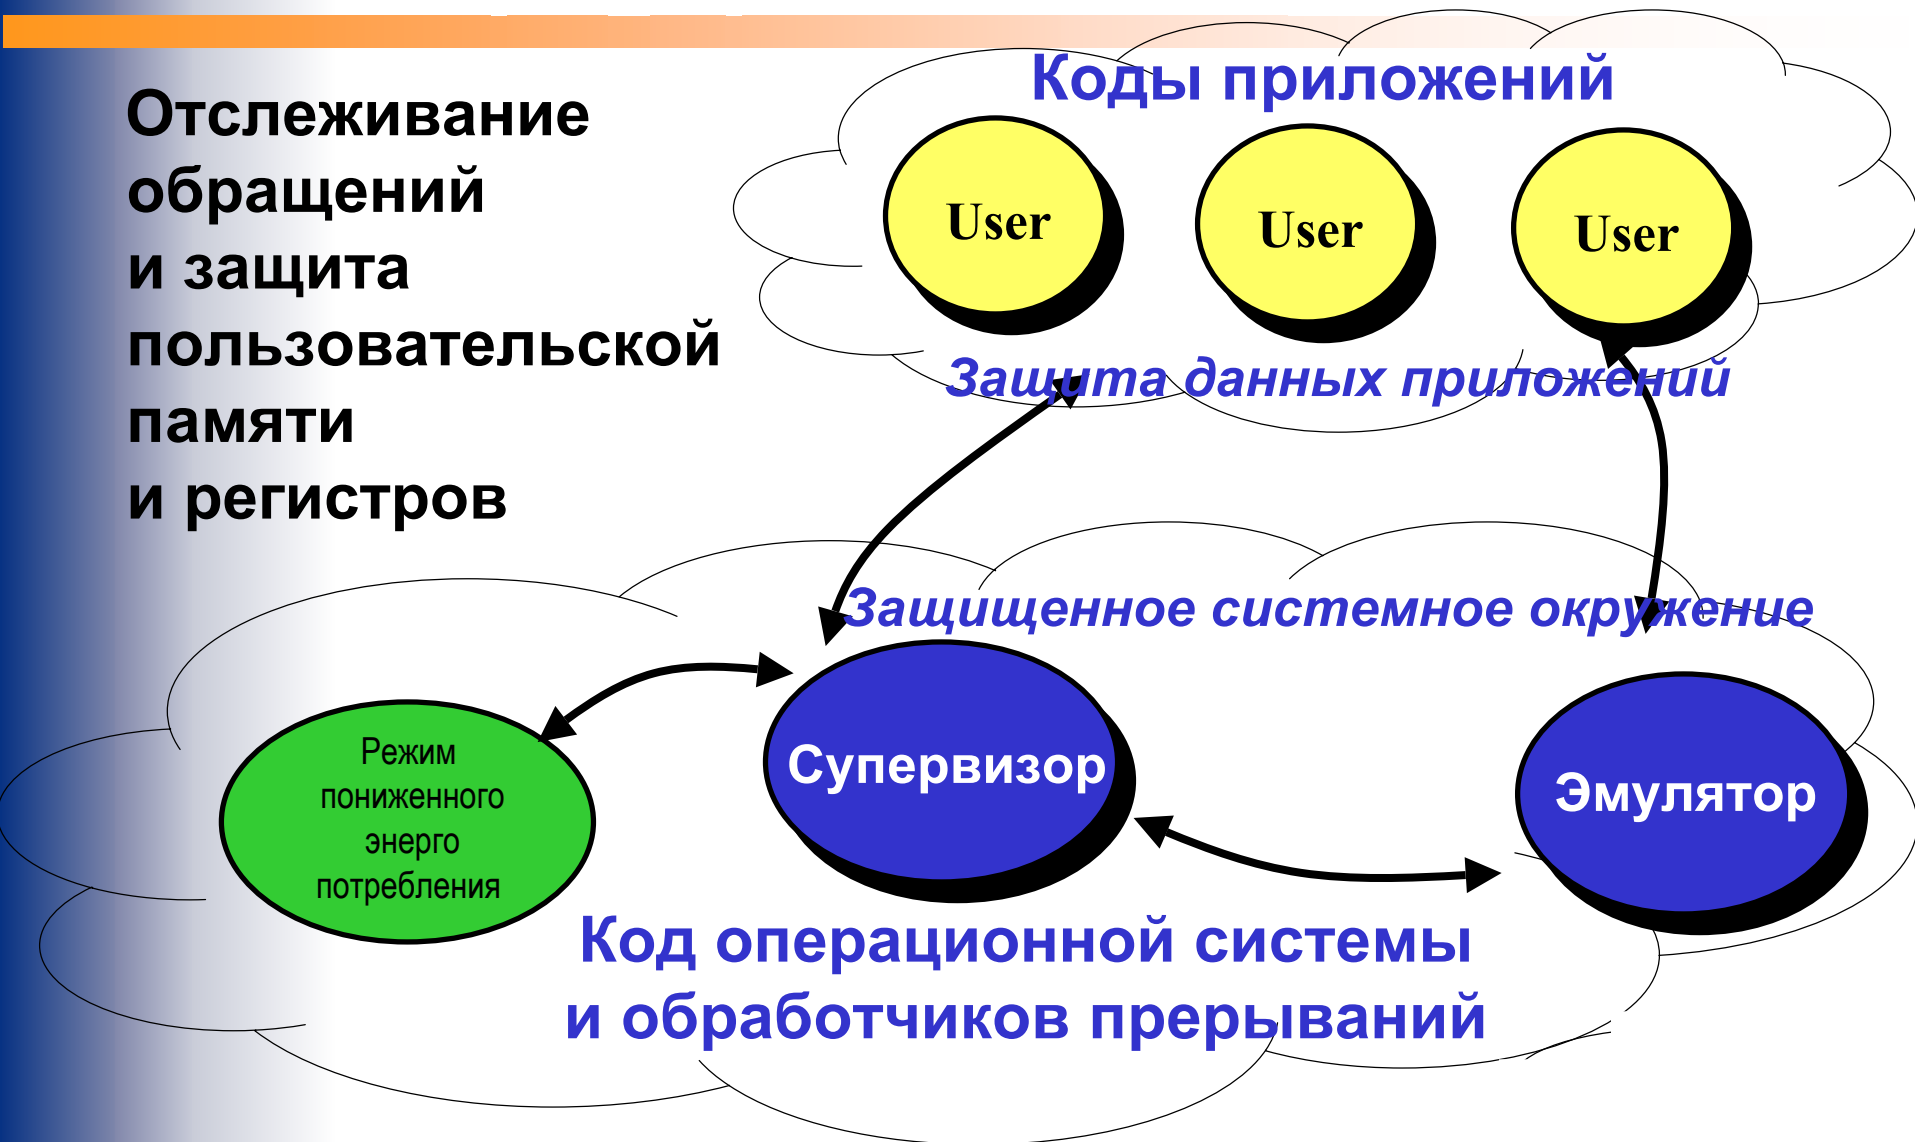 Отслеживание
обращений
и защита
пользовательской
памяти
и регистров
Коды приложений
User
User
User
Защита данных приложений
Защищенное системное окружение
Режим
пониженного
энерго
потребления
Супервизор
Эмулятор
Код операционной системы
и обработчиков прерываний